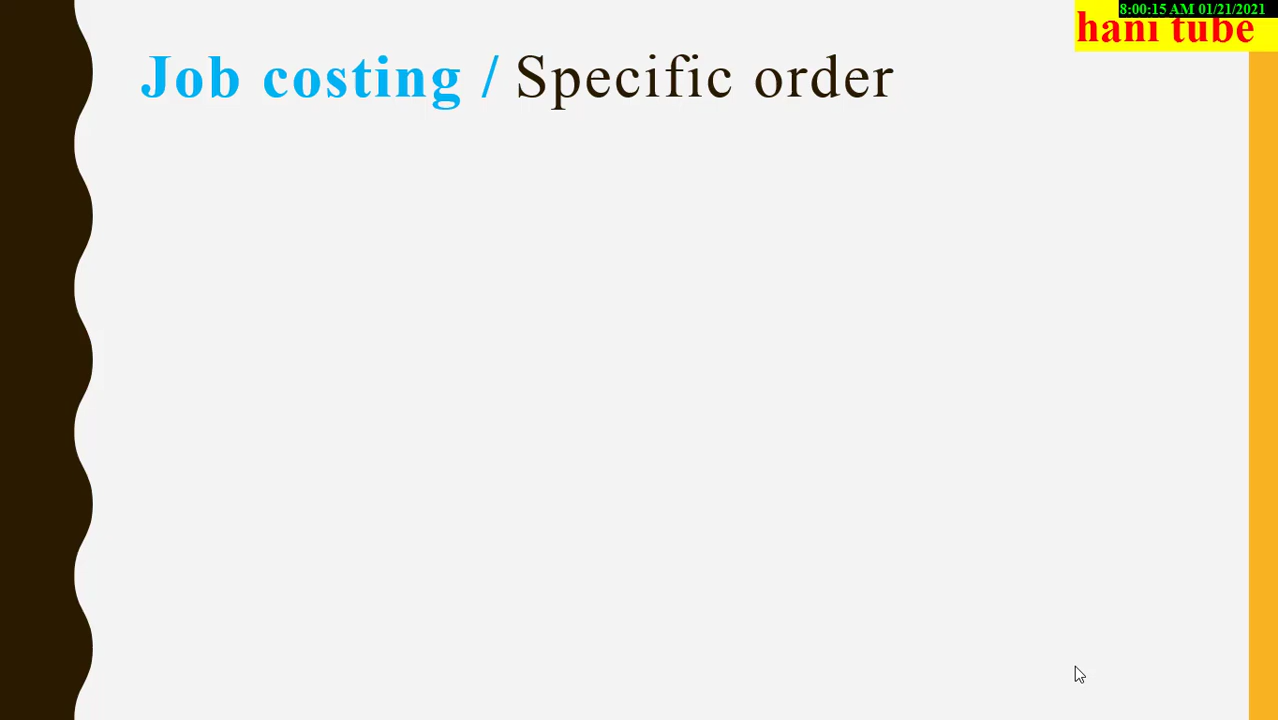 8:00:15 AM 01/21/2021
hani tube
Job costing / Specific order